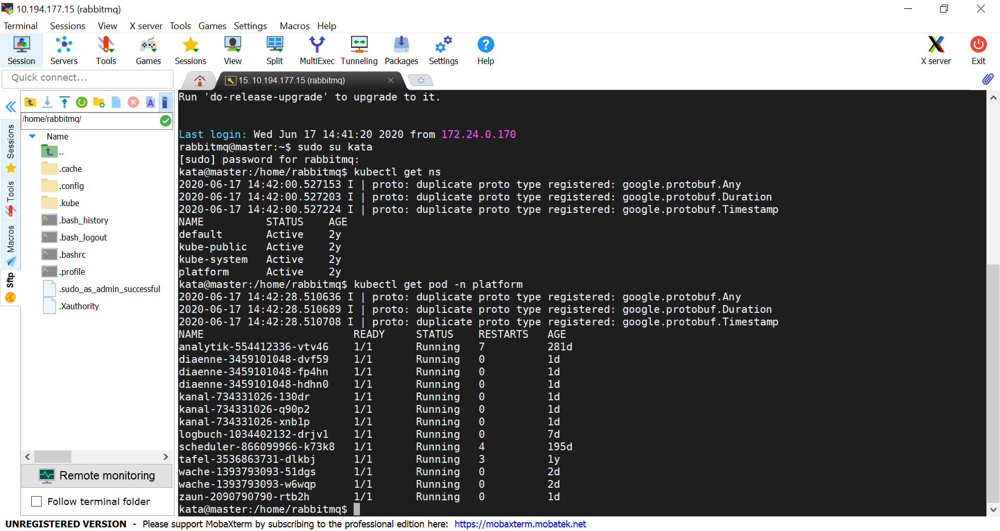 10.194.177.15 (rabbitmq)
Terminal Sessions View X server Tools Games Settings Macros Help
Session Servers Tools Games Sessions View Split MultiExec Tunneling Packages Settings Help X server Exit
Quick connect...
15. 10.194.177.15 (rabbitmq)
/home/rabbitmq/
Name
..
.cache
.config
.kube
.bash_history
.bash_logout
.bashrc
.profile
.sudo_as_admin_successful
.Xauthority
Sessions
Tools
Macros
Sftp
Remote monitoring
Follow terminal folder
Run 'do-release-upgrade' to upgrade to it.
Last login: Wed Jun 17 14:41:20 2020 from 172.24.0.170
rabbitmq@master:~$ sudo su kata
[sudo] password for rabbitmq:
kata@master:/home/rabbitmq$ kubectl get ns
2020-06-17 14:42:00.527153 I | proto: duplicate proto type registered: google.protobuf.Any
2020-06-17 14:42:00.527203 I | proto: duplicate proto type registered: google.protobuf.Duration
2020-06-17 14:42:00.527224 I | proto: duplicate proto type registered: google.protobuf.Timestamp
NAME STATUS AGE
default Active 2y
kube-public Active 2y
kube-system Active 2y
platform Active 2y
kata@master:/home/rabbitmq$ kubectl get pod -n platform
2020-06-17 14:42:28.510636 I | proto: duplicate proto type registered: google.protobuf.Any
2020-06-17 14:42:28.510689 I | proto: duplicate proto type registered: google.protobuf.Duration
2020-06-17 14:42:28.510708 I | proto: duplicate proto type registered: google.protobuf.Timestamp
NAME READY STATUS RESTARTS AGE
analytik-554412336-vtv46 1/1 Running 7 281d
diaenne-3459101048-dvf59 1/1 Running 0 1d
diaenne-3459101048-fp4hn 1/1 Running 0 1d
diaenne-3459101048-hdhn0 1/1 Running 0 1d
kanal-734331026-130dr 1/1 Running 0 1d
kanal-734331026-q90p2 1/1 Running 0 1d
kanal-734331026-xnb1p 1/1 Running 0 1d
logbuch-1034402132-drjv1 1/1 Running 0 7d
scheduler-866099966-k73k8 1/1 Running 4 195d
tafel-3536863731-dlkbj 1/1 Running 3 1y
wache-1393793093-51dgs 1/1 Running 0 2d
wache-1393793093-w6wqp 1/1 Running 0 2d
zaun-2090790790-rtb2h 1/1 Running 0 1d
kata@master:/home/rabbitmq$
UNREGISTERED VERSION - Please support MobaXterm by subscribing to the professional edition here: https://mobaxterm.mobatek.net